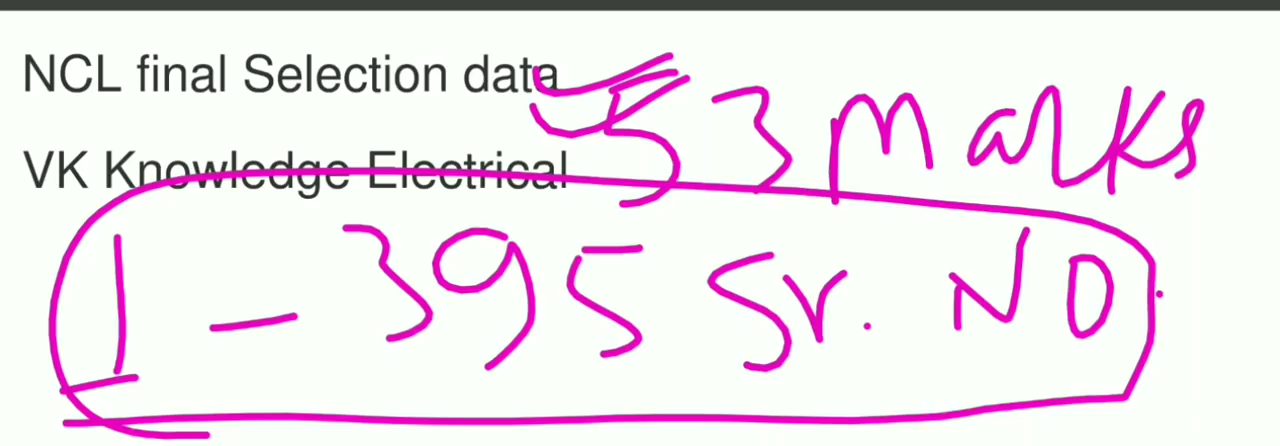 NCL final Selection data
53 Marks
VK Knowledge Electrical
1 - 395 Sr. NO.